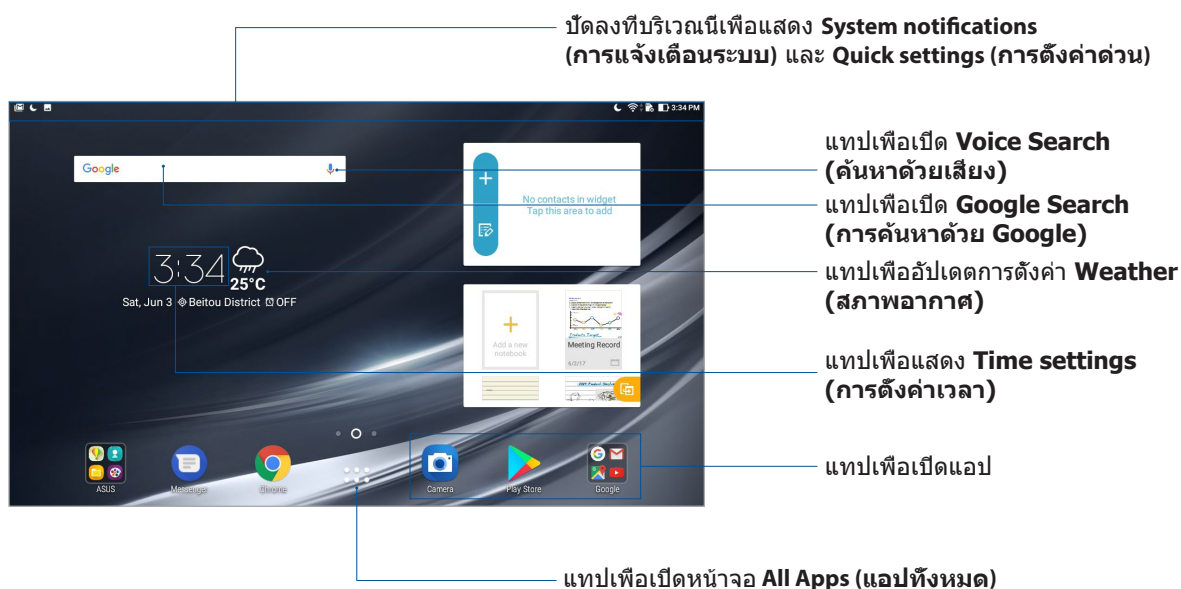 ปัดลงที่บริเวณนี้เพื่อแสดง System notifications
(การแจ้งเตือนระบบ) และ Quick settings (การตั้งค่าด่วน)
3:34 PM
Google
No contacts in widget
Tap this area to add
แทปเพื่อเปิด Voice Search
(ค้นหาด้วยเสียง)
แทปเพื่อเปิด Google Search
(การค้นหาด้วย Google)
3:34
25°C
Sat, Jun 3 Beitou District OFF
แทปเพื่ออัปเดตการตั้งค่า Weather
(สภาพอากาศ)
Add a new
notebook
Meeting Record
6/2/17
แทปเพื่อแสดง Time settings
(การตั้งค่าเวลา)
ASUS
Messenger
Chrome
Camera
Play Store
Google
แทปเพื่อเปิดแอป
แทปเพื่อเปิดหน้าจอ All Apps (แอปทั้งหมด)